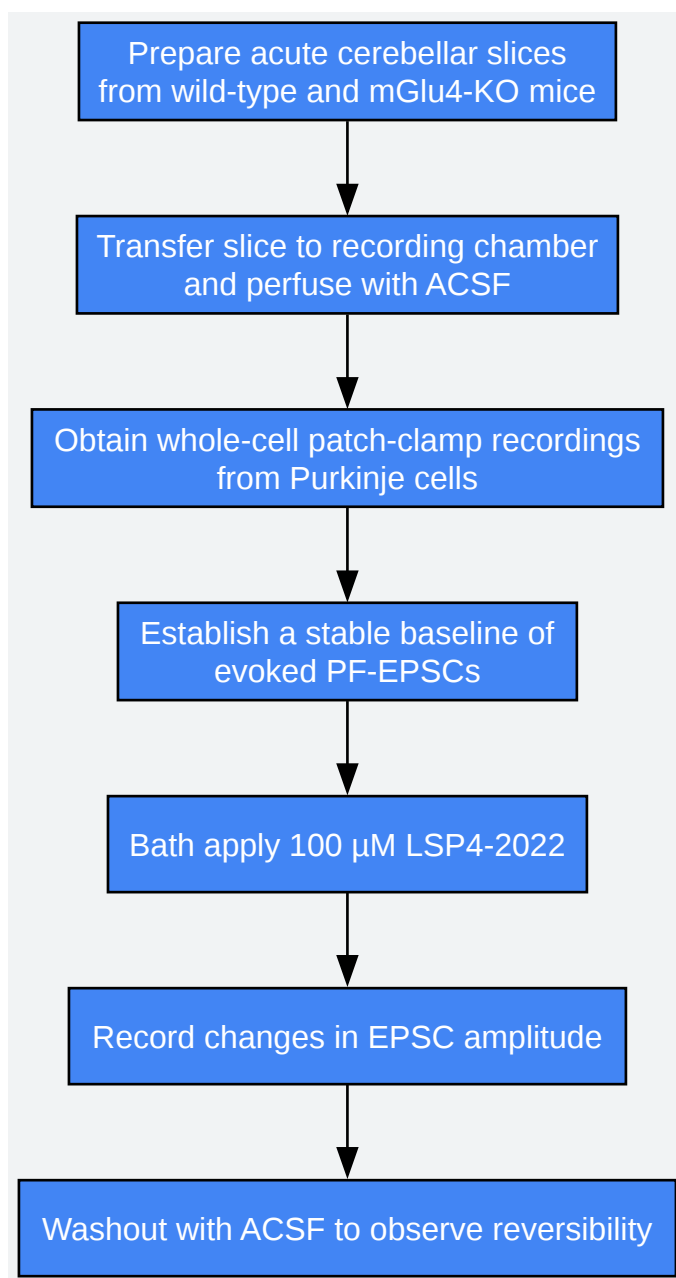 Prepare acute cerebellar slices
from wild-type and mGlu4-KO mice
Transfer slice to recording chamber
and perfuse with ACSF
Obtain whole-cell patch-clamp recordings
from Purkinje cells
Establish a stable baseline of
evoked PF-EPSCs
Bath apply 100 µM LSP4-2022
Record changes in EPSC amplitude
Washout with ACSF to observe reversibility